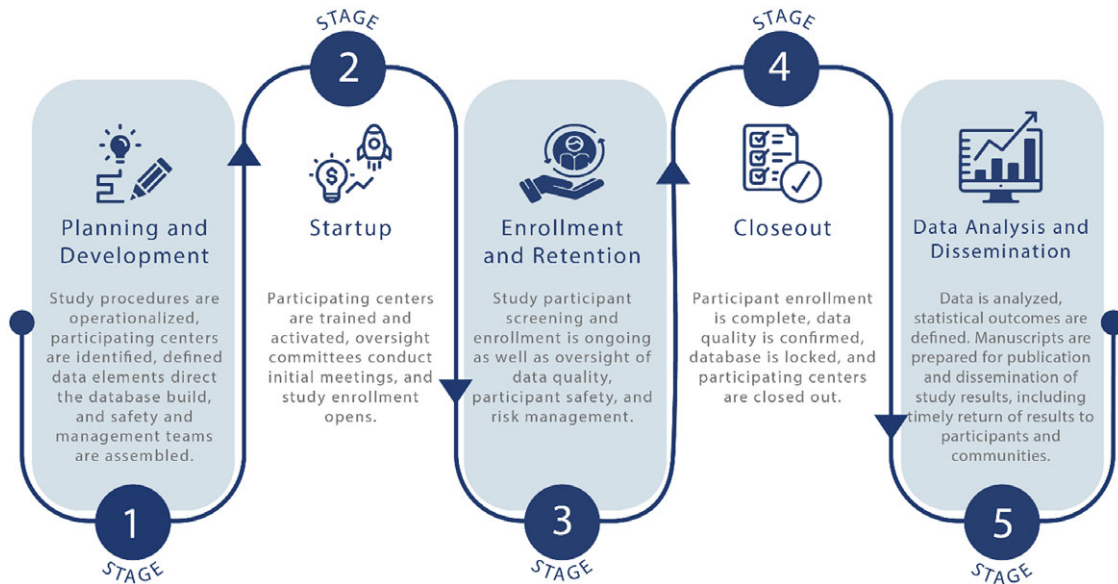 STAGE
1
Planning and
Development
Study procedures are
operationalized,
participating centers
are identified, defined
data elements direct
the database build,
and safety and
management teams
are assembled.
STAGE
2
$
Startup
Participating centers
are trained and
activated, oversight
committees conduct
initial meetings, and
study enrollment
opens.
STAGE
3
Enrollment
and Retention
Study participant
screening and
enrollment is ongoing
as well as oversight of
data quality,
participant safety, and
risk management.
STAGE
4
Closeout
Participant enrollment
is complete, data
quality is confirmed,
database is locked, and
participating centers
are closed out.
STAGE
5
Data Analysis and
Dissemination
Data is analyzed,
statistical outcomes are
defined. Manuscripts are
prepared for publication
and dissemination of
study results, including
timely return of results to
participants and
communities.